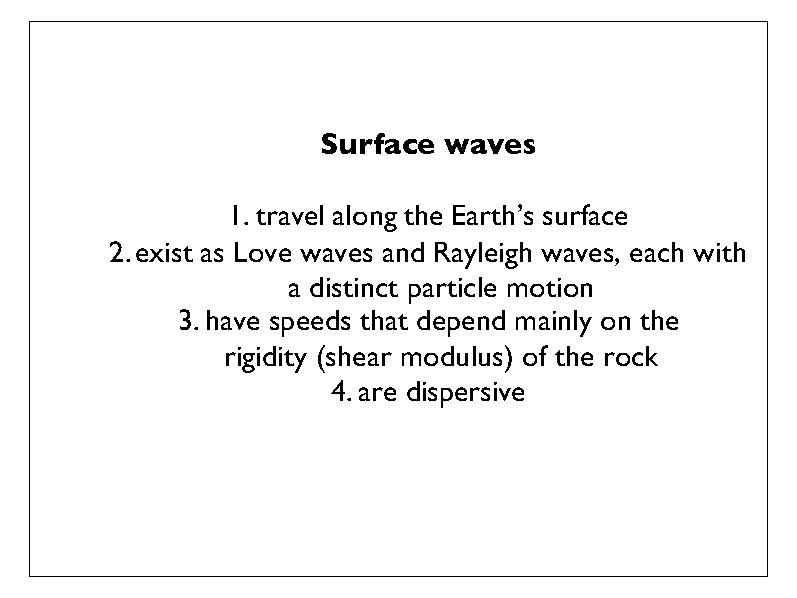 Surface waves
1. travel along the Earth’s surface
2. exist as Love waves and Rayleigh waves, each with
a distinct particle motion
3. have speeds that depend mainly on the
rigidity (shear modulus) of the rock
4. are dispersive